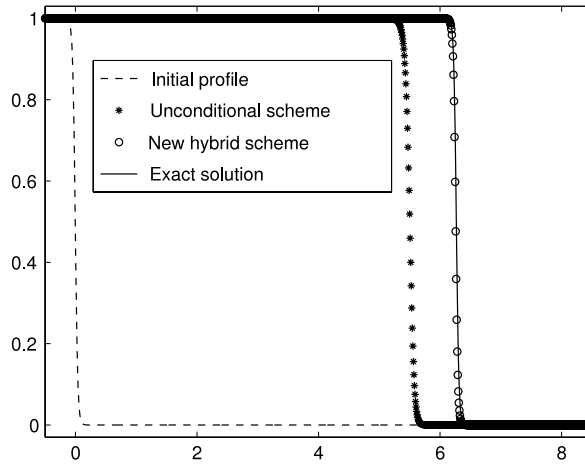 1
0.8
0.6
0.4
0.2
0
Initial profile
Unconditional scheme
New hybrid scheme
Exact solution
0 2 4 6 8